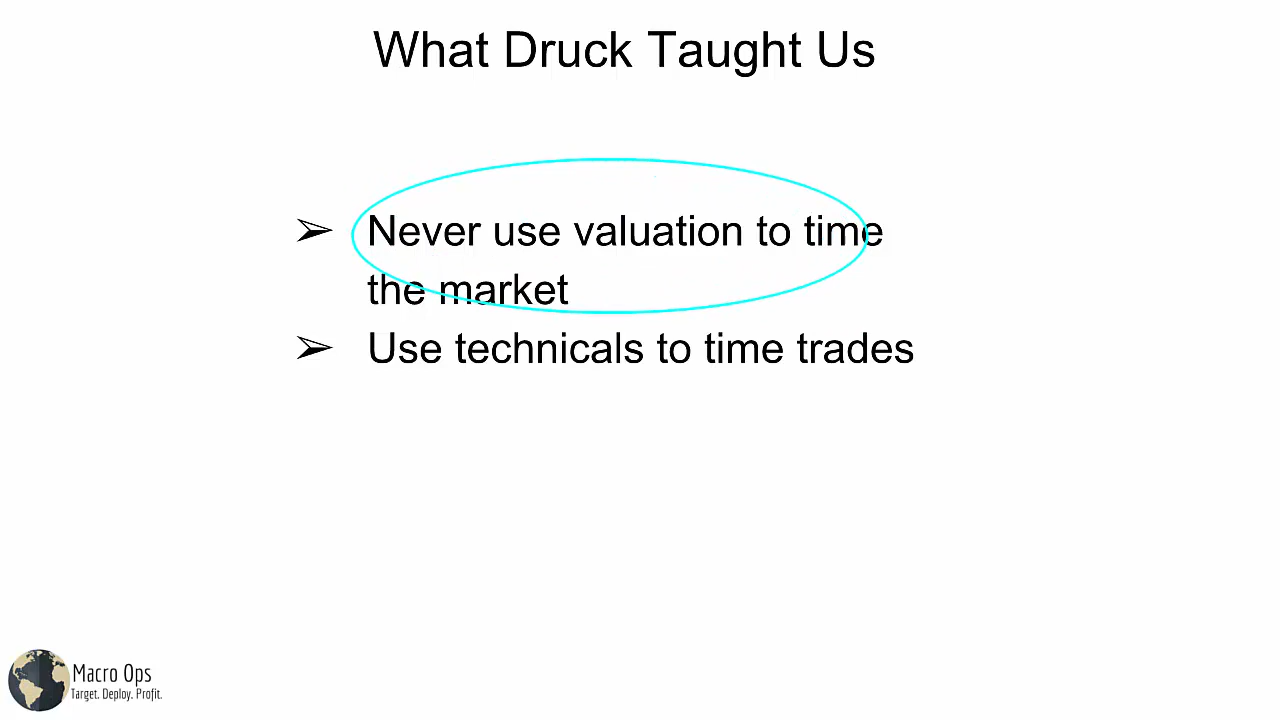 What Druck Taught Us
➢ Never use valuation to time
the market
➢ Use technicals to time trades
Macro Ops
Target. Deploy. Profit.